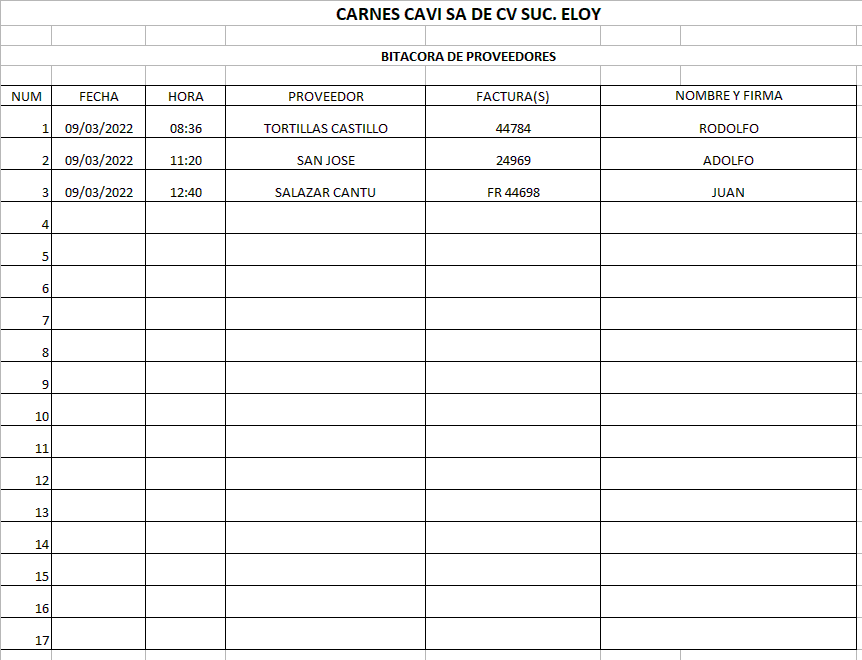 CARNES CAVI SA DE CV SUC. ELOY
BITACORA DE PROVEEDORES
NUM FECHA HORA PROVEEDOR FACTURA(S) NOMBRE Y FIRMA
1 09/03/2022 08:36 TORTILLAS CASTILLO 44784 RODOLFO
2 09/03/2022 11:20 SAN JOSE 24969 ADOLFO
3 09/03/2022 12:40 SALAZAR CANTU FR 44698 JUAN
4
5
6
7
8
9
10
11
12
13
14
15
16
17